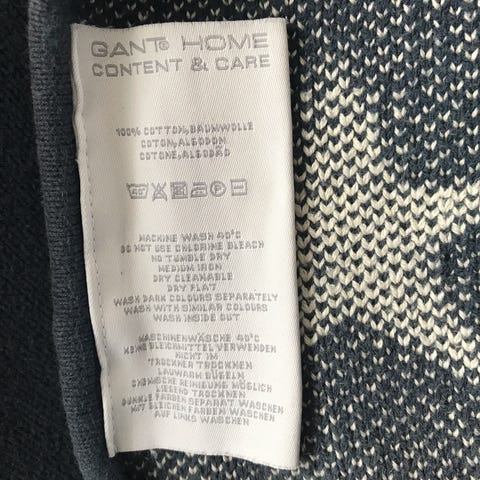 GANT® HOME
CONTENT & CARE
100% COTTON,BAUMWOLLE
COTON,ALGODON
COTONE,ALGODÃO
MACHINE WASH 40°C
DO NOT USE CHLORINE BLEACH
NO TUMBLE DRY
MEDIUM IRON
DRY CLEANABLE
DRY FLAT
WASH DARK COLOURS SEPARATELY
WASH WITH SIMILAR COLOURS
WASH INSIDE OUT
MASCHINENWÄSCHE 40°C
KEINE BLEICHMITTEL VERWENDEN
NICHT IM
TROCKNER TROCKNEN
LAUWARM BÜGELN
CHEMISCHE REINIGUNG MÖGLICH
LIEGEND TROCKNEN
DUNKLE FARBEN SEPARAT WASCHEN
MIT GLEICHEN FARBEN WASCHEN
AUF LINKS WASCHEN